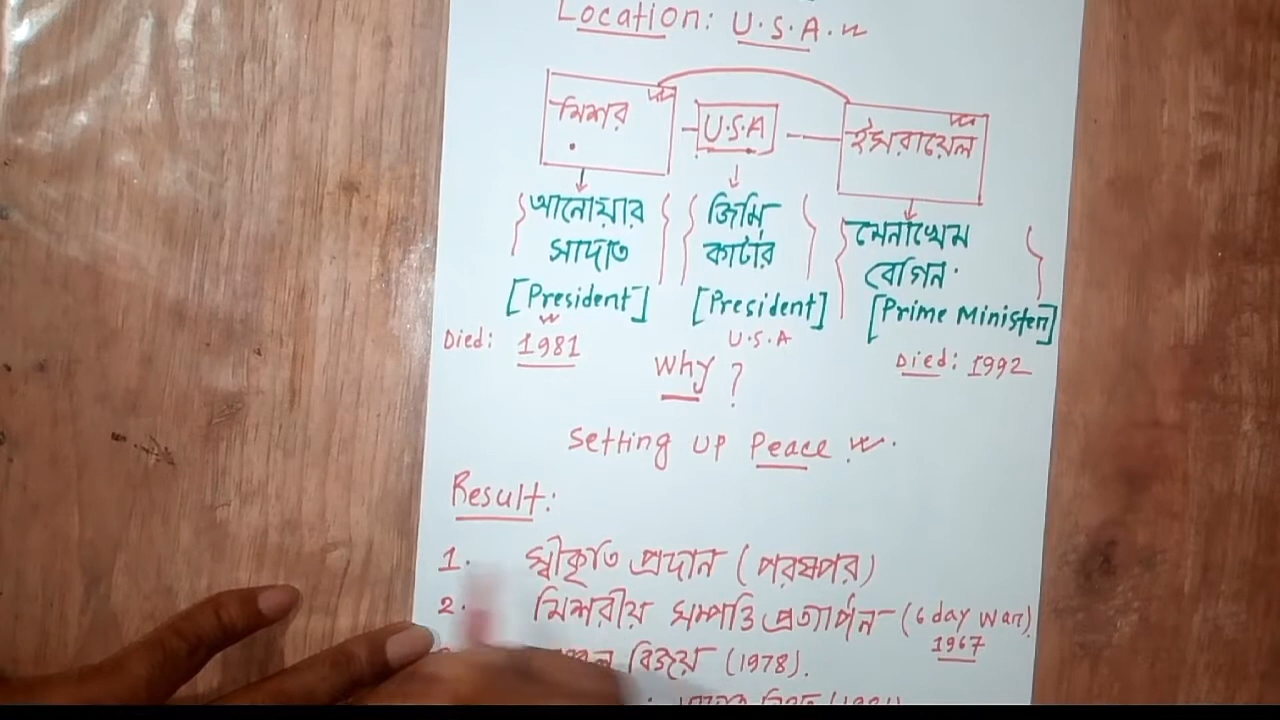 Location: U.S.A.
মিশর
U.S.A
ইসরায়েল
আনোয়ার সাদাত
[President]
Died: 1981
জিমি কার্টার
[President]
U.S.A
মেনাখেম বেগিন.
[Prime Minister]
Died: 1992
Why ?
Setting up Peace
Result:
1. স্বীকৃতি প্রদান (পরস্পর)
2. মিশরীয় সম্পত্তি প্রত্যার্পন (6 day war)
1967
বিজয় (1978).